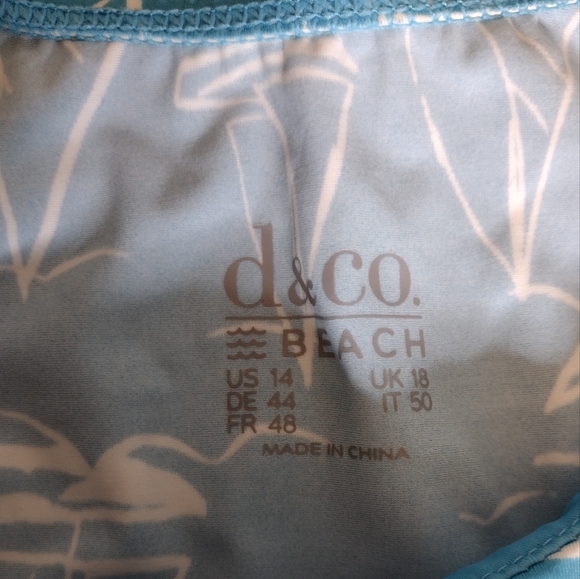 d&co.
BEACH
US 14 UK 18
DE 44 IT 50
FR 48
MADE IN CHINA